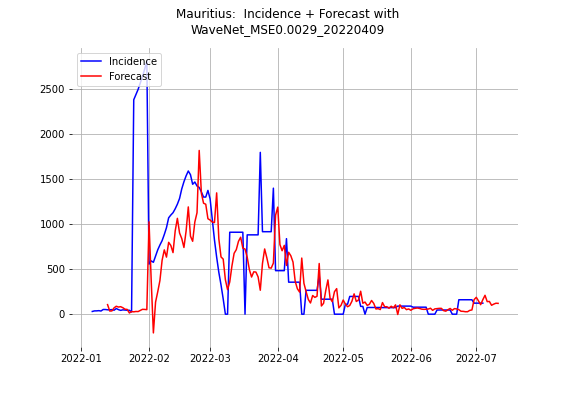 Mauritius:  Incidence + Forecast with
WaveNet_MSE0.0029_20220409
Incidence
Forecast
2500
2000
1500
1000
500
0
2022-01 2022-02 2022-03 2022-04 2022-05 2022-06 2022-07